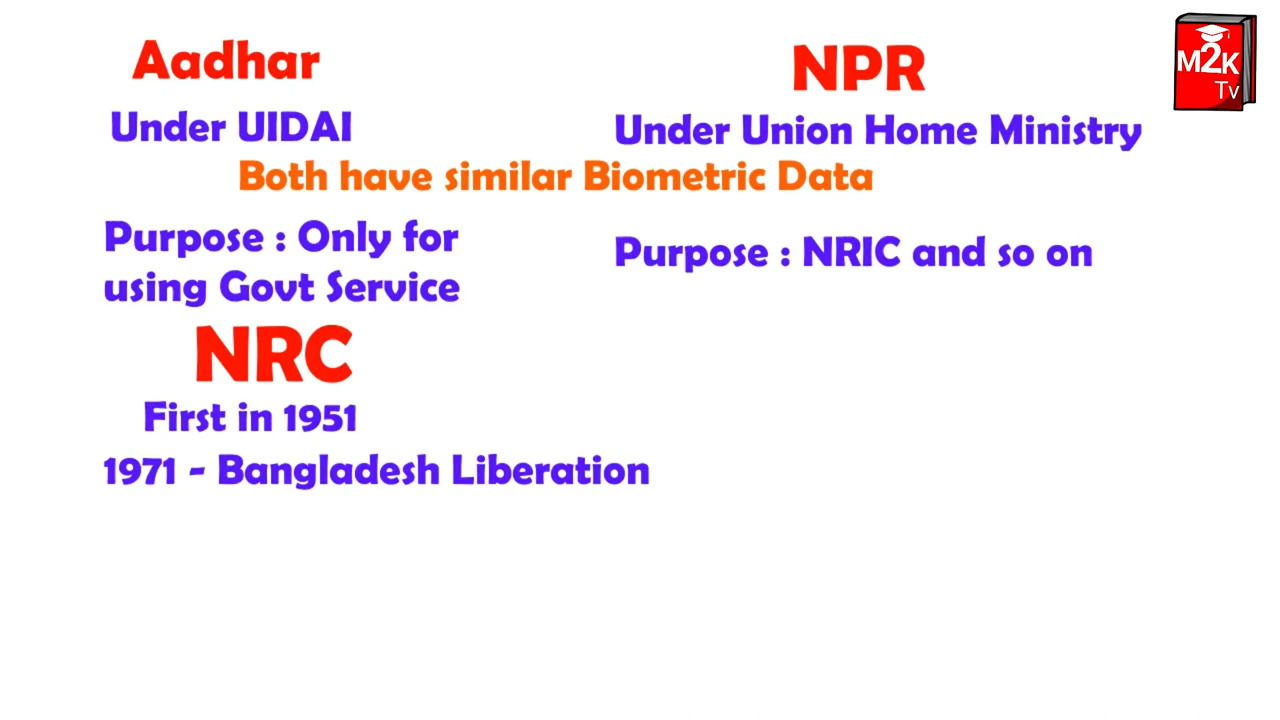 Aadhar
NPR
M2K
Tv
Under UIDAI
Under Union Home Ministry
Both have similar Biometric Data
Purpose : Only for
using Govt Service
Purpose : NRIC and so on
NRC
First in 1951
1971 - Bangladesh Liberation